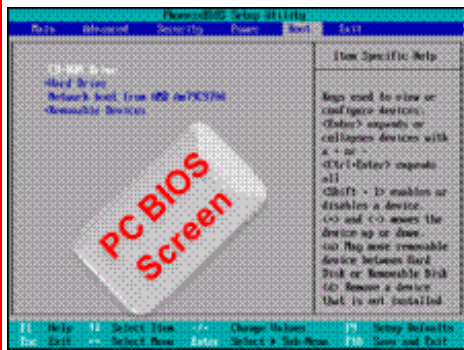 PhoenixBIOS Setup Utility
Main Advanced Security Power Boot Exit
Item Specific Help
CD-ROM Drive
+Hard Drive
Network boot from AMD Am79C970A
+Removable Devices
Keys used to view or
configure devices:
<Enter> expands or
collapses devices with
a + or -
<Ctrl+Enter> expands
all
<Shift + 1> enables or
disables a device.
<+> and <-> moves the
device up or down.
<n> May move removable
device between Hard
Disk or Removable Disk
<d> Remove a device
that is not installed.
PC BIOS
Screen
F1 Help ↑↓ Select Item -/+ Change Values F9 Setup Defaults
Esc Exit ↔ Select Menu Enter Select ▶ Sub-Menu F10 Save and Exit